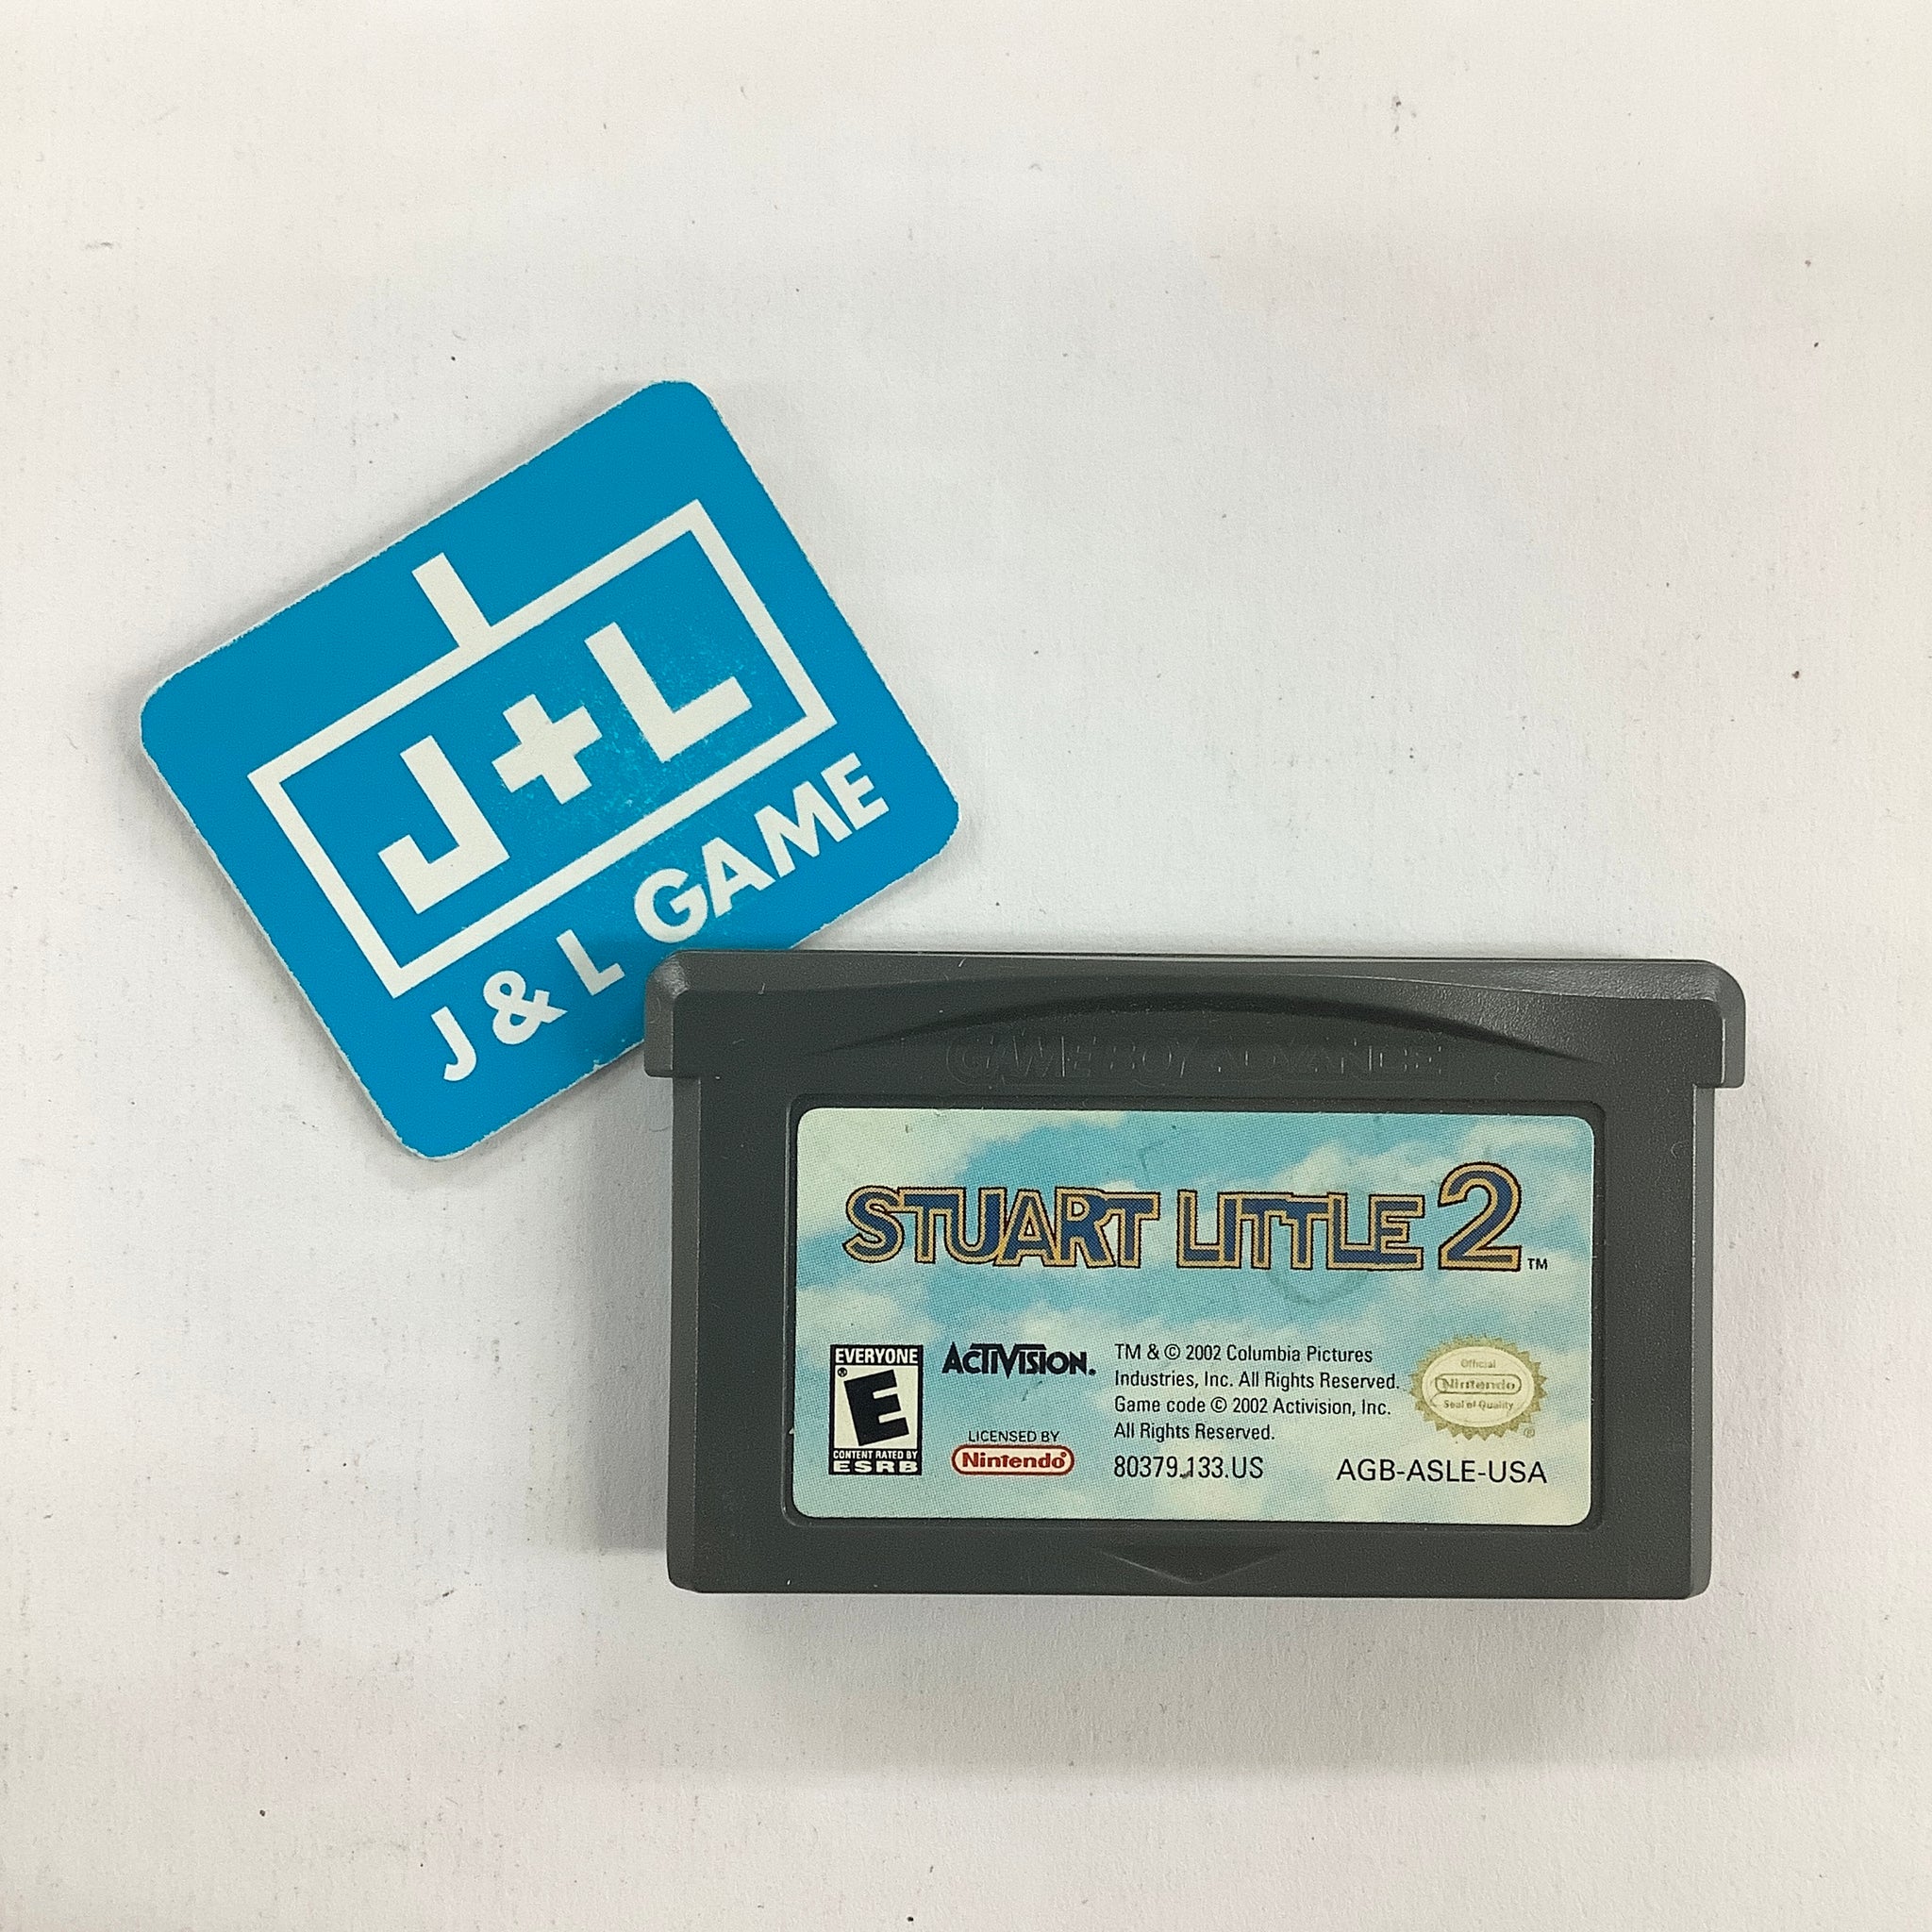 J+L
J & L GAME
GAME BOY ADVANCE
STUART LITTLE 2 ™
EVERYONE
E ®
CONTENT RATED BY
ESRB
ACTIVISION.
LICENSED BY
Nintendo®
TM & © 2002 Columbia Pictures
Industries, Inc. All Rights Reserved.
Game code © 2002 Activision, Inc.
All Rights Reserved.
80379.133.US
Official
Nintendo
Seal of Quality
®
AGB-ASLE-USA